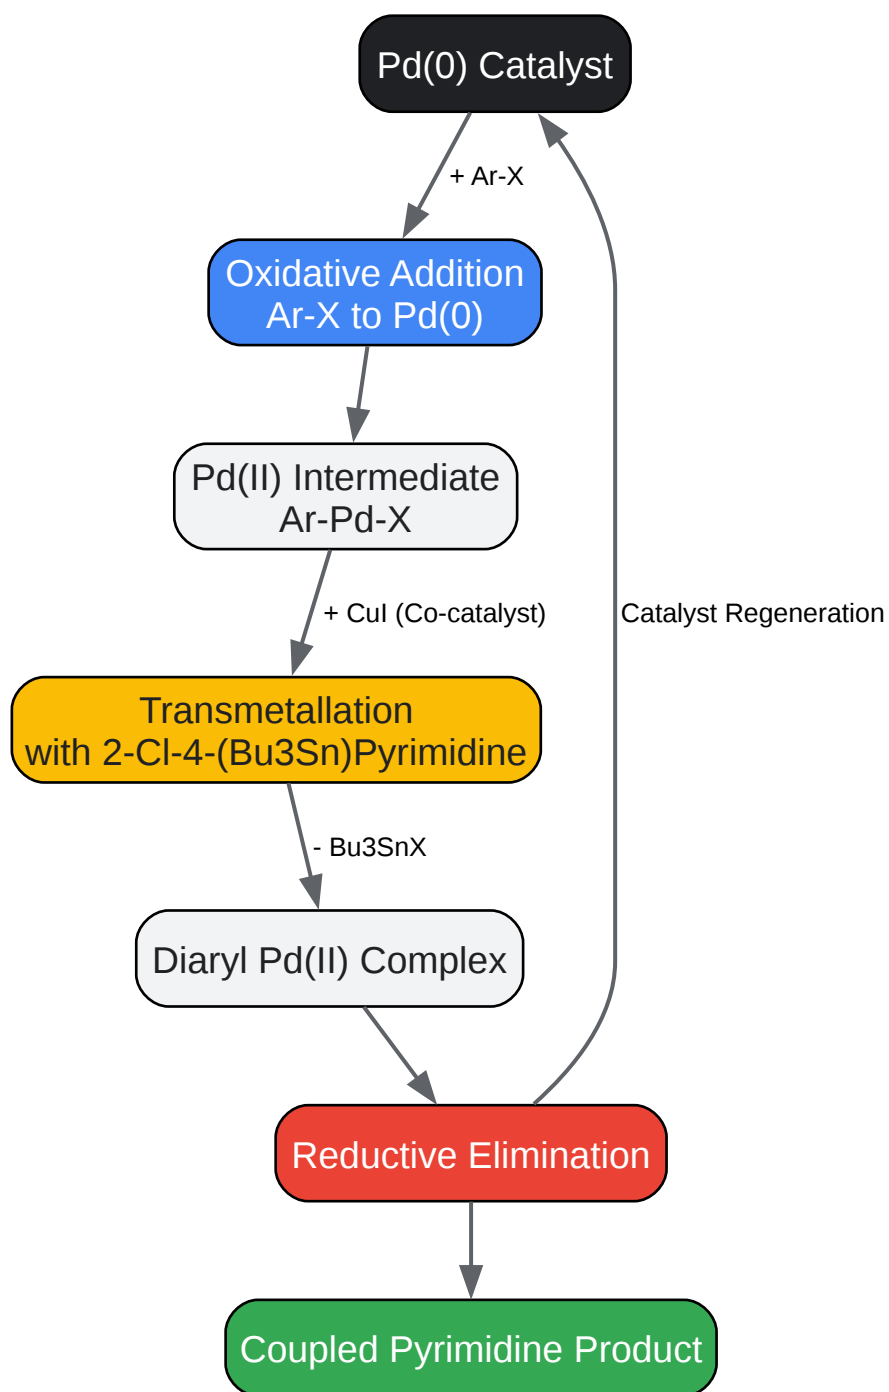 Pd(0) Catalyst
+ Ar-X
Oxidative Addition
Ar-X to Pd(0)
Pd(II) Intermediate
Ar-Pd-X
+ CuI (Co-catalyst)
Catalyst Regeneration
Transmetallation
with 2-Cl-4-(Bu3Sn)Pyrimidine
- Bu3SnX
Diaryl Pd(II) Complex
Reductive Elimination
Coupled Pyrimidine Product